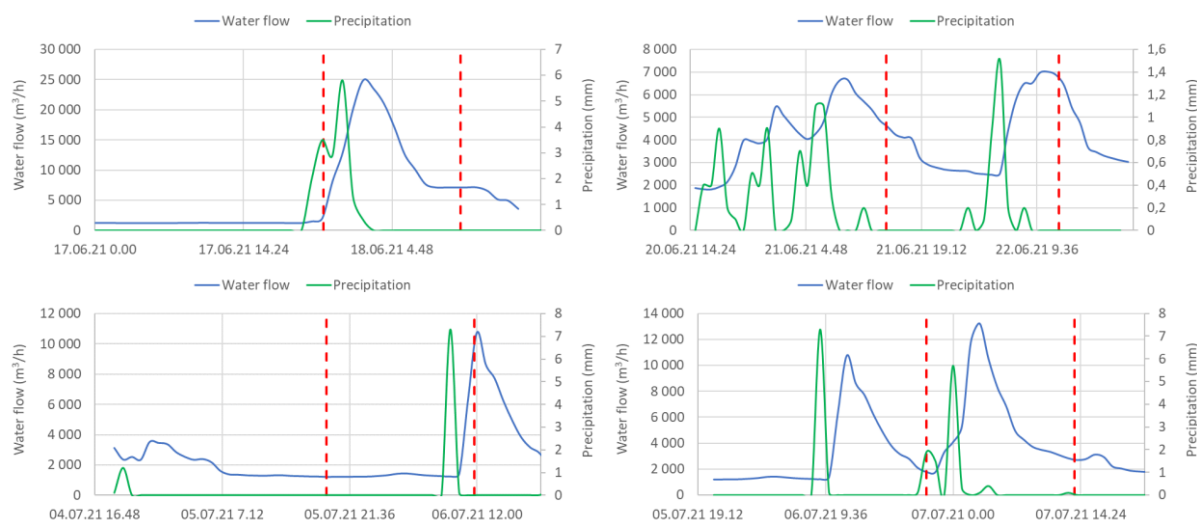 Water flow Precipitation
30 000 7
25 000 6
20 000 5
15 000 4
10 000 3
5 000 2
0 1
0
Water flow (m³/h)
Precipitation (mm)
17.06.21 0.00 17.06.21 14.24 18.06.21 4.48
Water flow Precipitation
8 000 1,6
7 000 1,4
6 000 1,2
5 000 1,0
4 000 0,8
3 000 0,6
2 000 0,4
1 000 0,2
0 0,0
Water flow (m³/h)
Precipitation (mm)
20.06.21 14.24 21.06.21 4.48 21.06.21 19.12 22.06.21 9.36
Water flow Precipitation
12 000 8
10 000 7
8 000 6
6 000 5
4 000 4
2 000 3
0 2
1
0
Water flow (m³/h)
Precipitation (mm)
04.07.21 16.48 05.07.21 7.12 05.07.21 21.36 06.07.21 12.00
Water flow Precipitation
14 000 8
12 000 7
10 000 6
8 000 5
6 000 4
4 000 3
2 000 2
0 1
0
Water flow (m³/h)
Precipitation (mm)
05.07.21 19.12 06.07.21 9.36 07.07.21 0.00 07.07.21 14.24